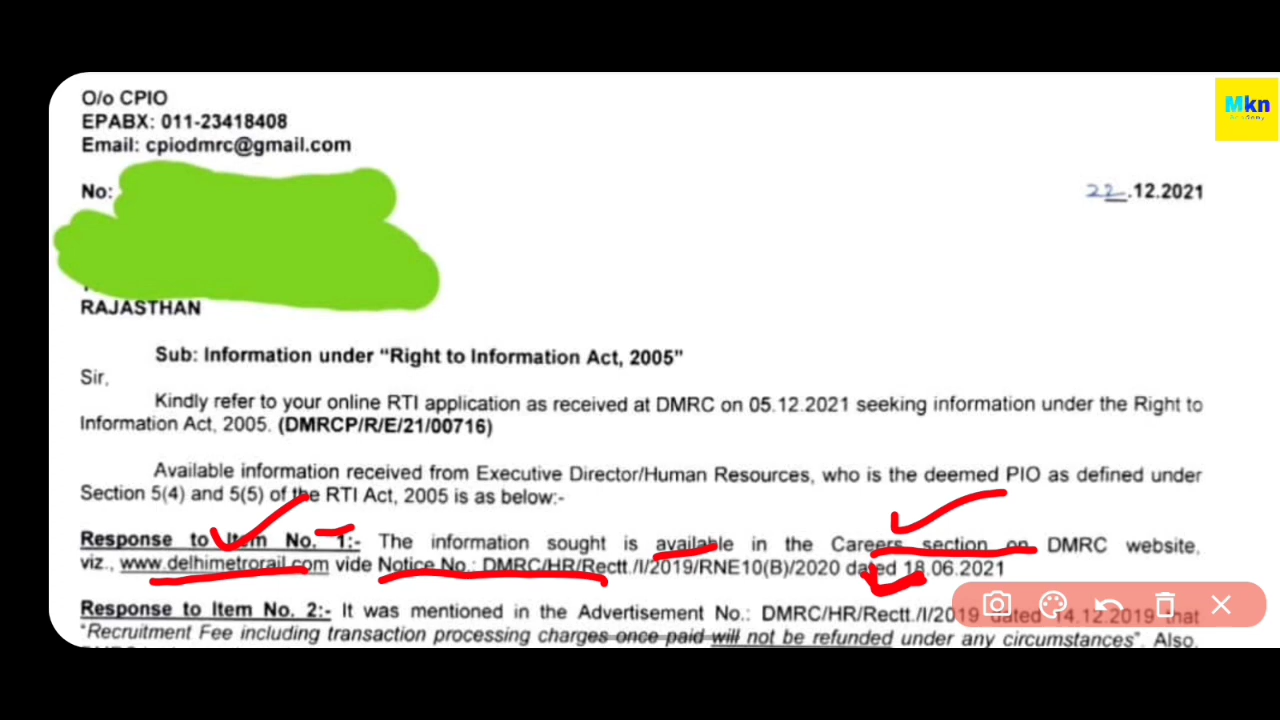 O/o CPIO
EPABX: 011-23418408
Email: cpiodmrc@gmail.com
Mkn
No:
22.12.2021
RAJASTHAN
Sub: Information under “Right to Information Act, 2005”
Sir,
Kindly refer to your online RTI application as received at DMRC on 05.12.2021 seeking information under the Right to
Information Act, 2005. (DMRCP/R/E/21/00716)
Available information received from Executive Director/Human Resources, who is the deemed PIO as defined under
Section 5(4) and 5(5) of the RTI Act, 2005 is as below:-
Response to Item No. 1:- The information sought is available in the Careers section on DMRC website,
viz., www.delhimetrorail.com vide Notice No.: DMRC/HR/Rectt./I/2019/RNE10(B)/2020 dated 18.06.2021
Response to Item No. 2:- It was mentioned in the Advertisement No.: DMRC/HR/Rectt./I/2019 dated 14.12.2019 that
“Recruitment Fee including transaction processing charges once paid will not be refunded under any circumstances”. Also,